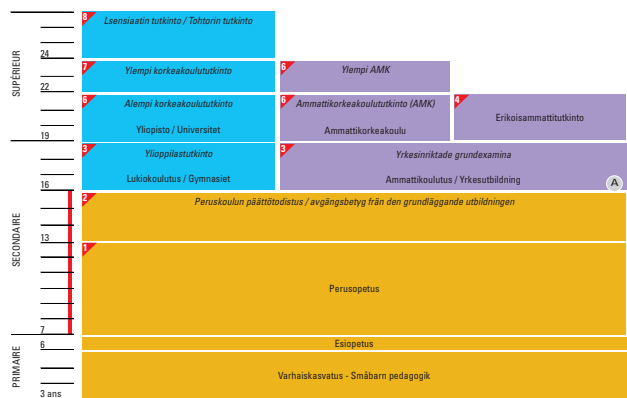 SUPÉRIEUR
SECONDAIRE
PRIMAIRE
24
22
19
16
13
7
6
3 ans
8
Lsensiaatin tutkinto / Tohtorin tutkinto
7
Ylempi korkeakoulututkinto
6
Ylempi AMK
6
Alempi korkeakoulututkinto
Yliopisto / Universitet
6
Ammattikorkeakoulututkinto (AMK)
Ammattikorkeakoulu
4
Erikoisammattitutkinto
3
Ylioppilastutkinto
Lukiokoulutus / Gymnasiet
3
Yrkesinriktade grundexamina
Ammattikoulutus / Yrkesutbildning
A
2
Peruskoulun päättötodistus / avgängsbetyg från den grundläggande utbildningen
1
Perusopetus
Esiopetus
Varhaiskasvatus - Småbarn pedagogik